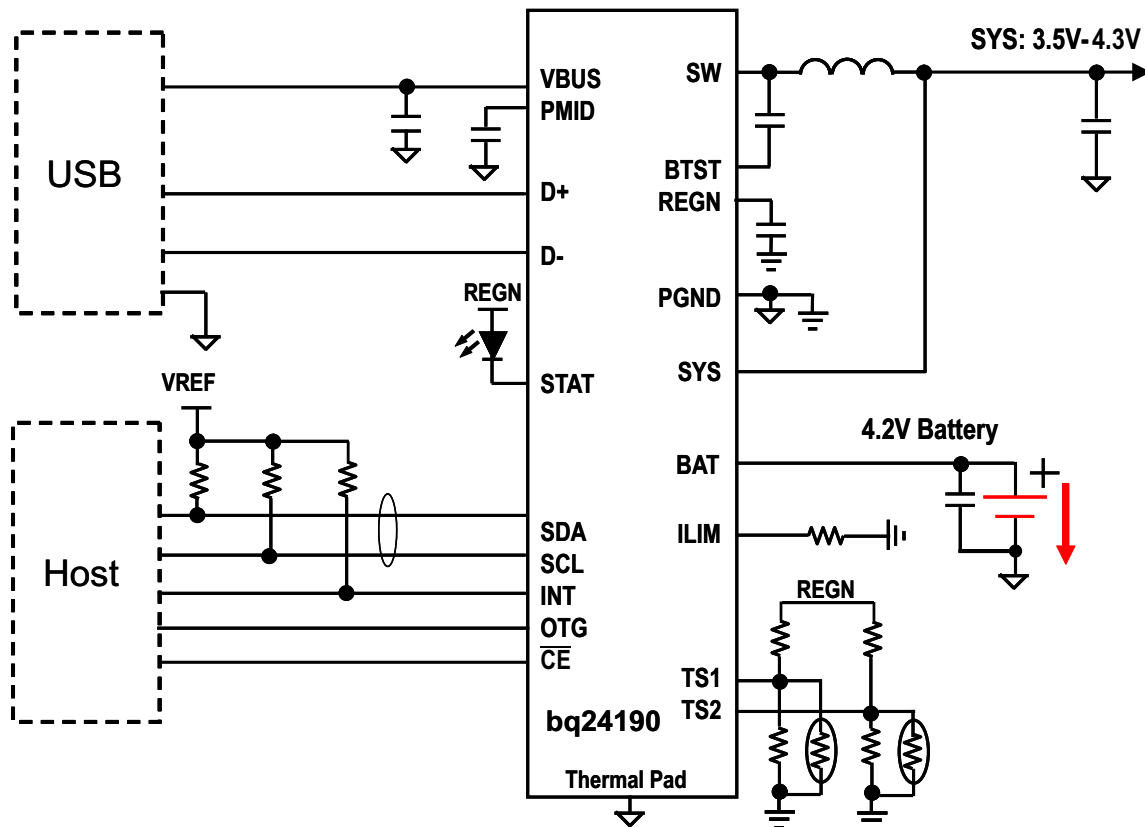 USB
Host
VREF
REGN
VBUS
PMID
D+
D-
STAT
SDA
SCL
INT
OTG
CE
SW
BTST
REGN
PGND
SYS
BAT
ILIM
TS1
TS2
bq24190
Thermal Pad
SYS: 3.5V-4.3V
4.2V Battery
+
REGN